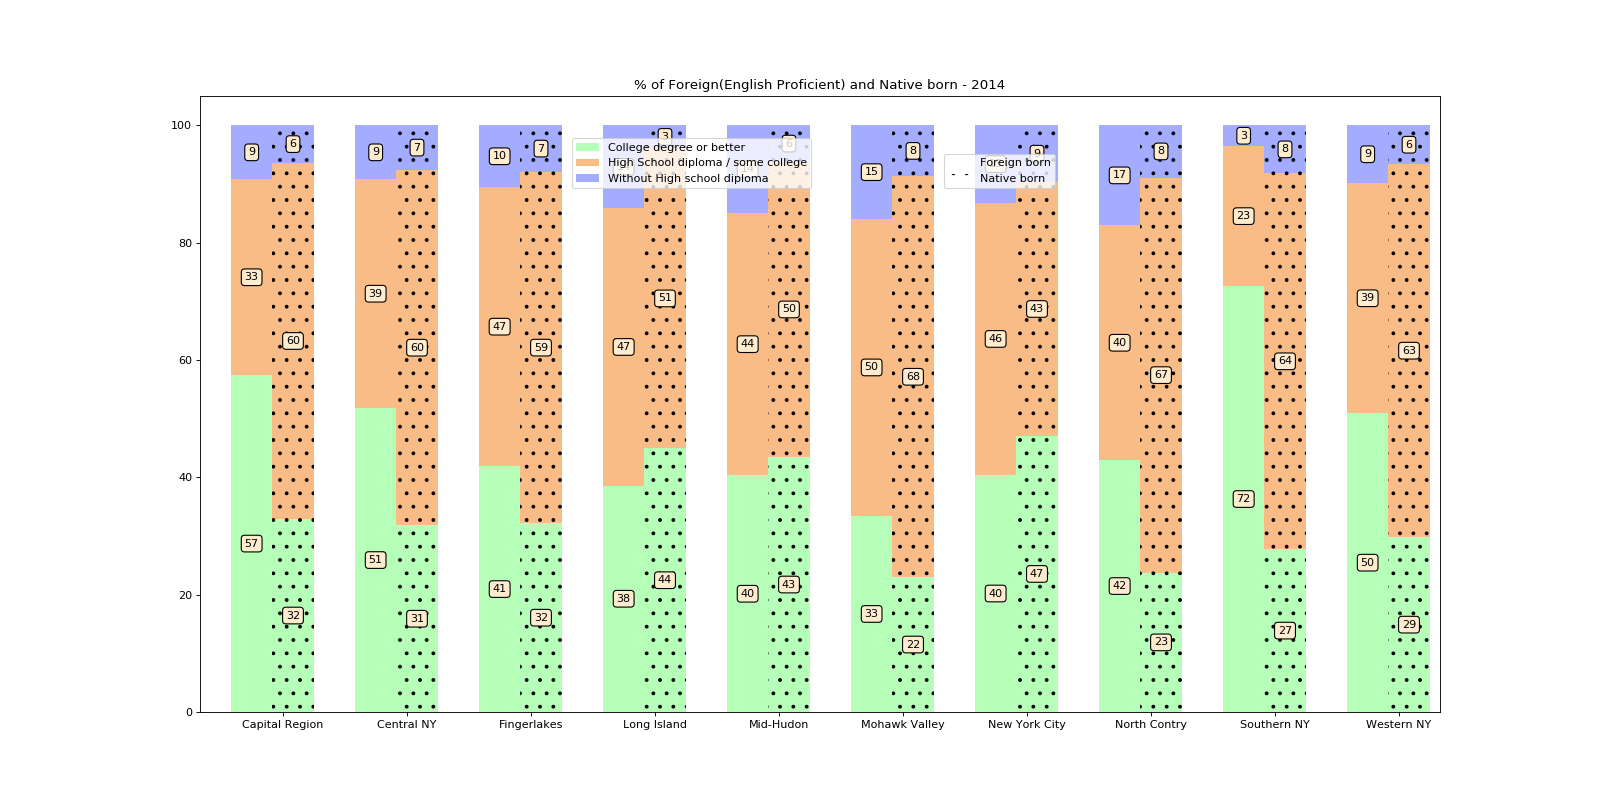 % of Foreign(English Proficient) and Native born - 2014
100
80
60
40
20
0
College degree or better
High School diploma / some college
Without High school diploma
Foreign born
Native born
9 6 9 7 10 7 3 14 6 15 8 9 17 8 3 8 9 6
33 60 39 60 47 59 47 51 44 50 50 68 46 43 40 67 23 64 39 63
57 32 51 31 41 32 38 44 40 43 33 22 40 47 42 23 72 27 50 29
Capital Region
Central NY
Fingerlakes
Long Island
Mid-Hudon
Mohawk Valley
New York City
North Contry
Southern NY
Western NY